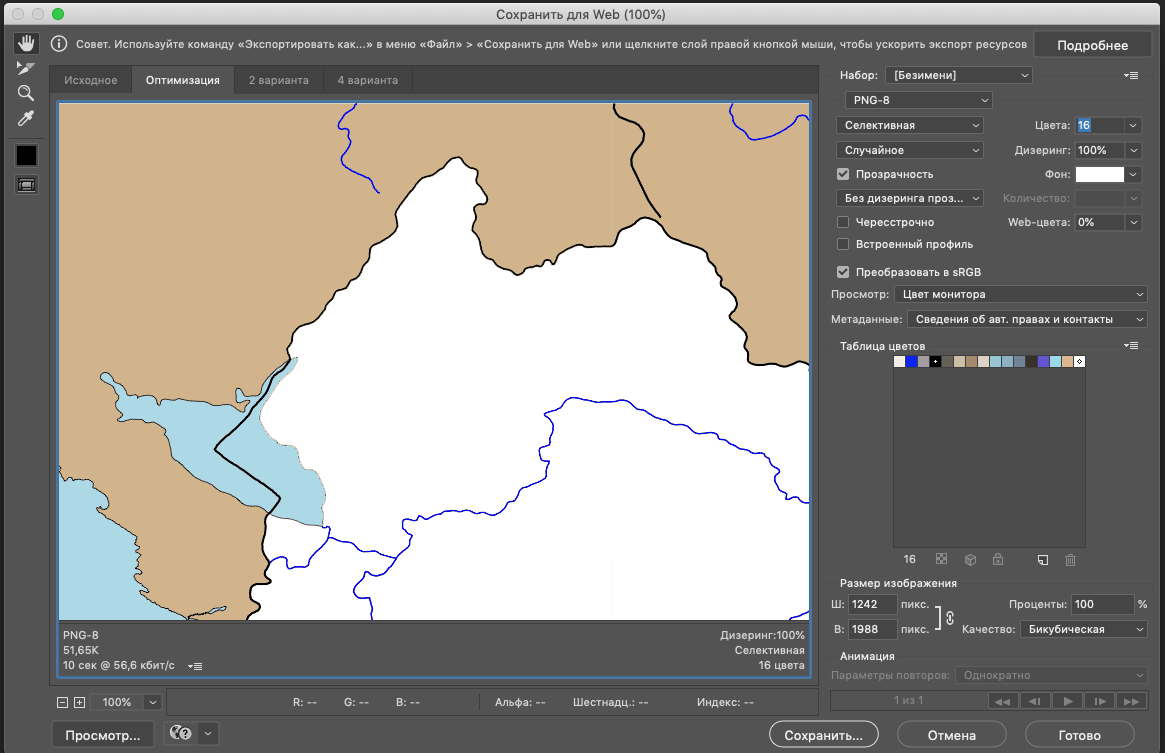 Сохранить для Web (100%)
Совет. Используйте команду «Экспортировать как...» в меню «Файл» > «Сохранить для Web» или щелкните слой правой кнопкой мыши, чтобы ускорить экспорт ресурсов
Подробнее
Исходное Оптимизация 2 варианта 4 варианта
Набор: [Безимени]
PNG-8
Селективная Цвета: 16
Случайное Дизеринг: 100%
Прозрачность Фон:
Без дизеринга проз... Количество:
Чересстрочно Web-цвета: 0%
Встроенный профиль
Преобразовать в sRGB
Просмотр: Цвет монитора
Метаданные: Сведения об авт. правах и контакты
Таблица цветов
16
Размер изображения
Ш: 1242 пикс. Проценты: 100 %
В: 1988 пикс. Качество: Бикубическая
Анимация
Параметры повторов: Однократно
1 из 1
PNG-8 Дизеринг:100%
51,65K Селективная
10 сек @ 56,6 кбит/с 16 цвета
100% R: -- G: -- B: -- Альфа: -- Шестнадц.: -- Индекс: --
Просмотр... Сохранить... Отмена Готово